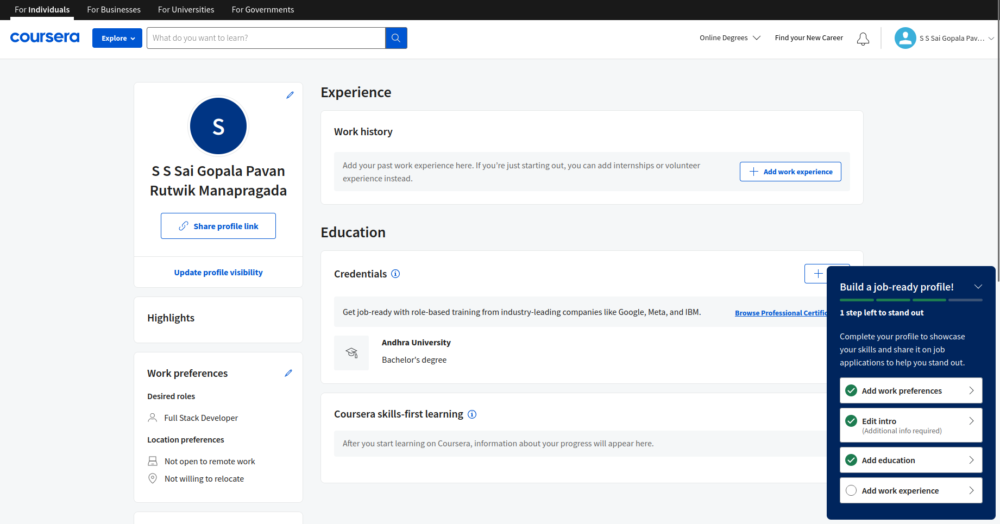 For Individuals
For Businesses
For Universities
For Governments
coursera
Explore
What do you want to learn?
Online Degrees
Find your New Career
S S Sai Gopala Pav...
S
S S Sai Gopala Pavan
Rutwik Manapragada
Share profile link
Update profile visibility
Highlights
Work preferences
Desired roles
Full Stack Developer
Location preferences
Not open to remote work
Not willing to relocate
Experience
Work history
Add your past work experience here. If you’re just starting out, you can add internships or volunteer
experience instead.
Add work experience
Education
Credentials
Get job-ready with role-based training from industry-leading companies like Google, Meta, and IBM.
Browse Professional Certific
Andhra University
Bachelor's degree
Coursera skills-first learning
After you start learning on Coursera, information about your progress will appear here.
Build a job-ready profile!
1 step left to stand out
Complete your profile to showcase
your skills and share it on job
applications to help you stand out.
Add work preferences
Edit intro
(Additional info required)
Add education
Add work experience